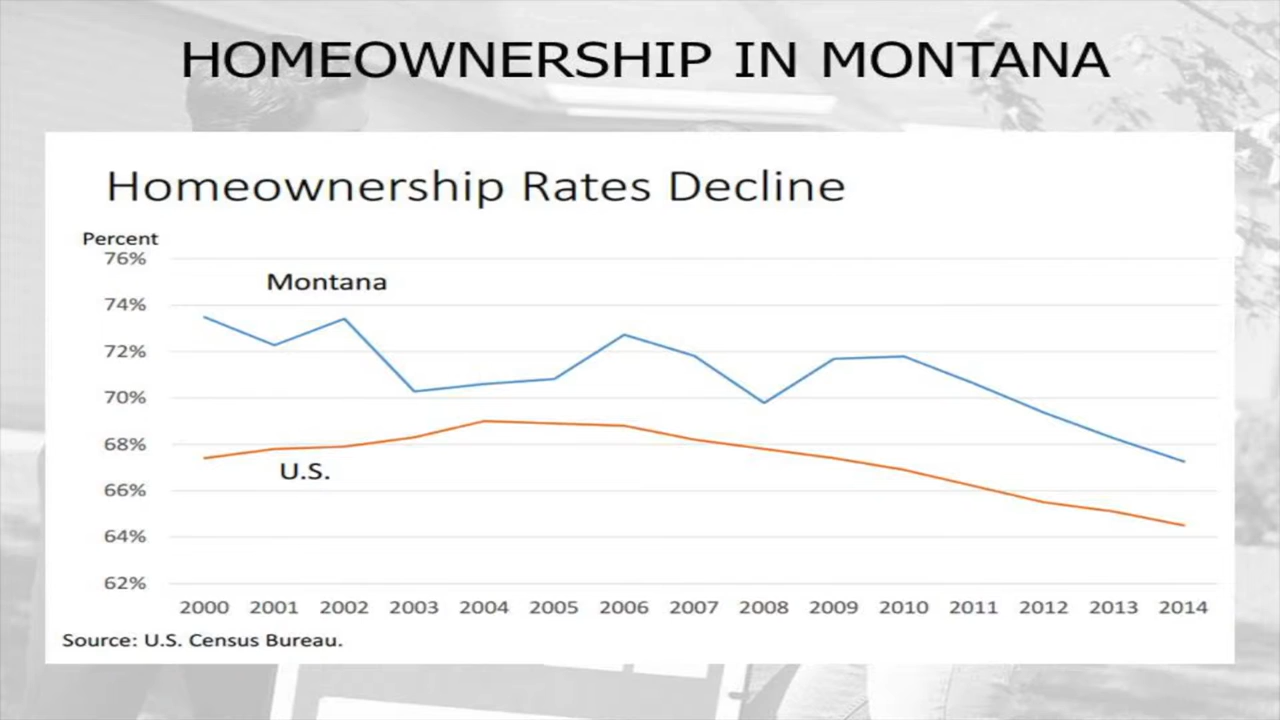 HOMEOWNERSHIP IN MONTANA
Homeownership Rates Decline
Percent
76%
Montana
74%
72%
70%
68%
U.S.
66%
64%
62%
2000 2001 2002 2003 2004 2005 2006 2007 2008 2009 2010 2011 2012 2013 2014
Source: U.S. Census Bureau.